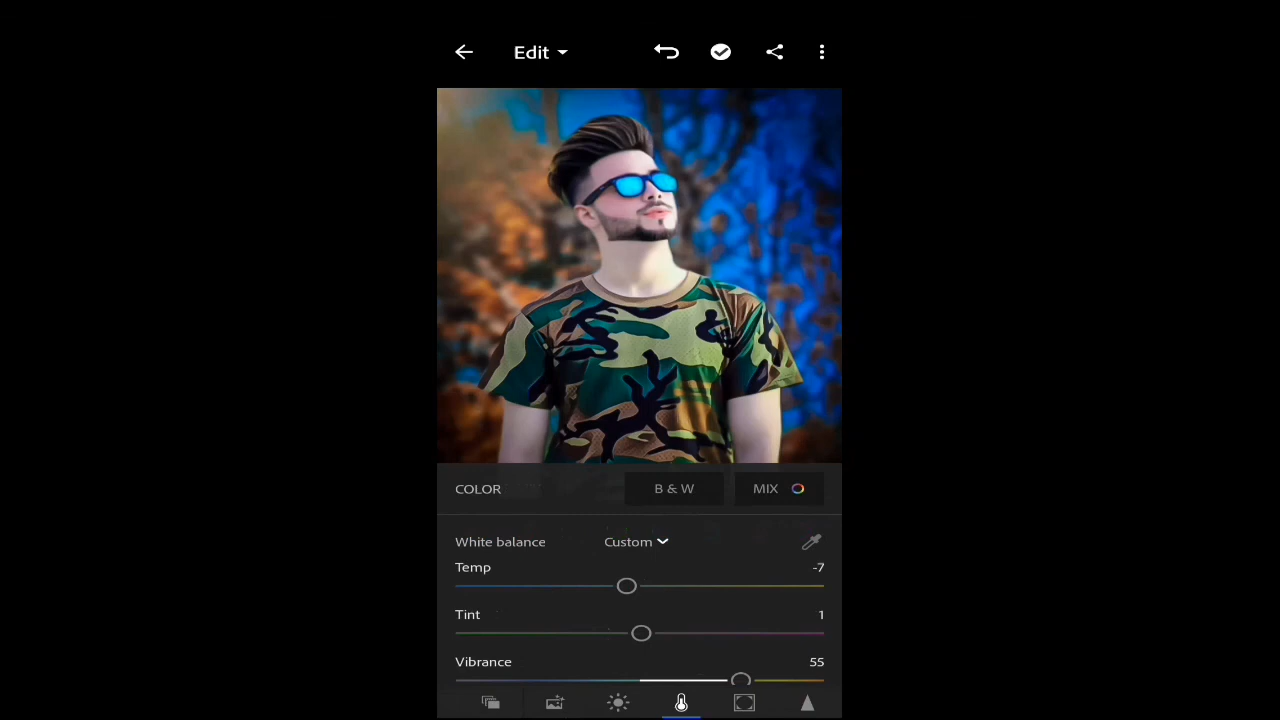 Edit
COLOR B & W MIX
White balance Custom
Temp -7
Tint 1
Vibrance 55